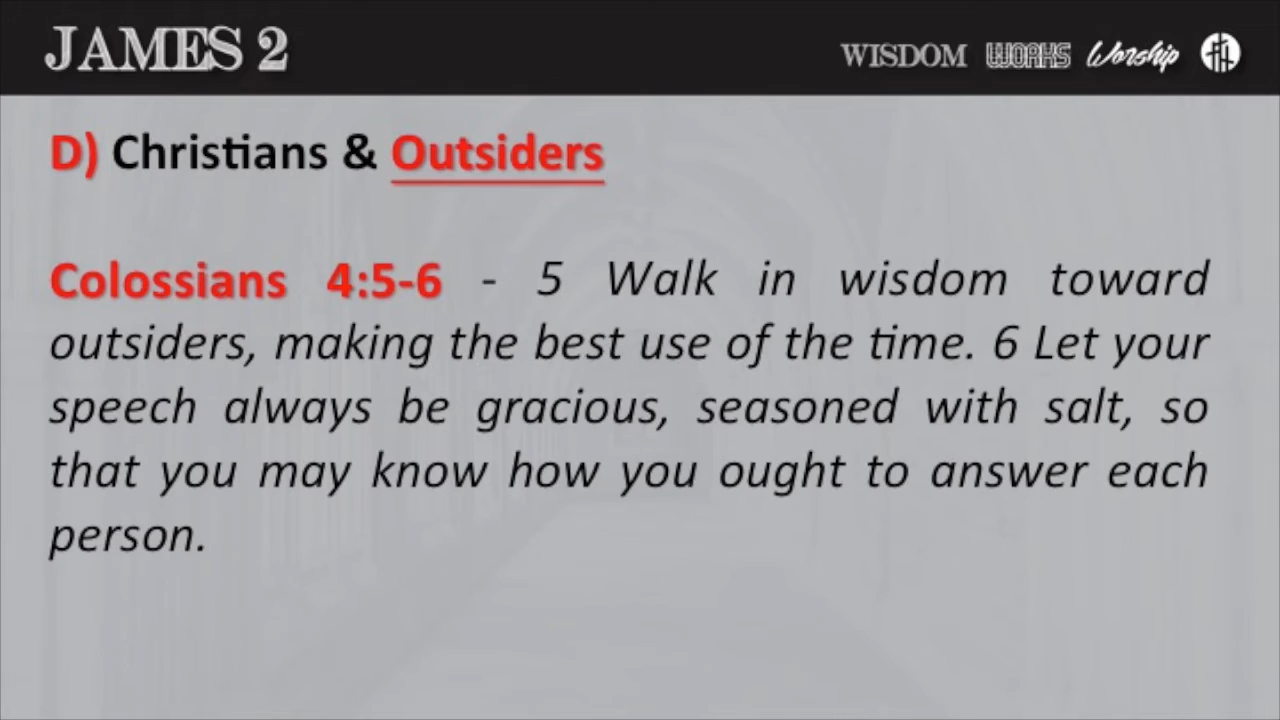 JAMES 2
WISDOM WORKS Worship
D) Christians & Outsiders
Colossians 4:5-6 - 5 Walk in wisdom toward
outsiders, making the best use of the time. 6 Let your
speech always be gracious, seasoned with salt, so
that you may know how you ought to answer each
person.